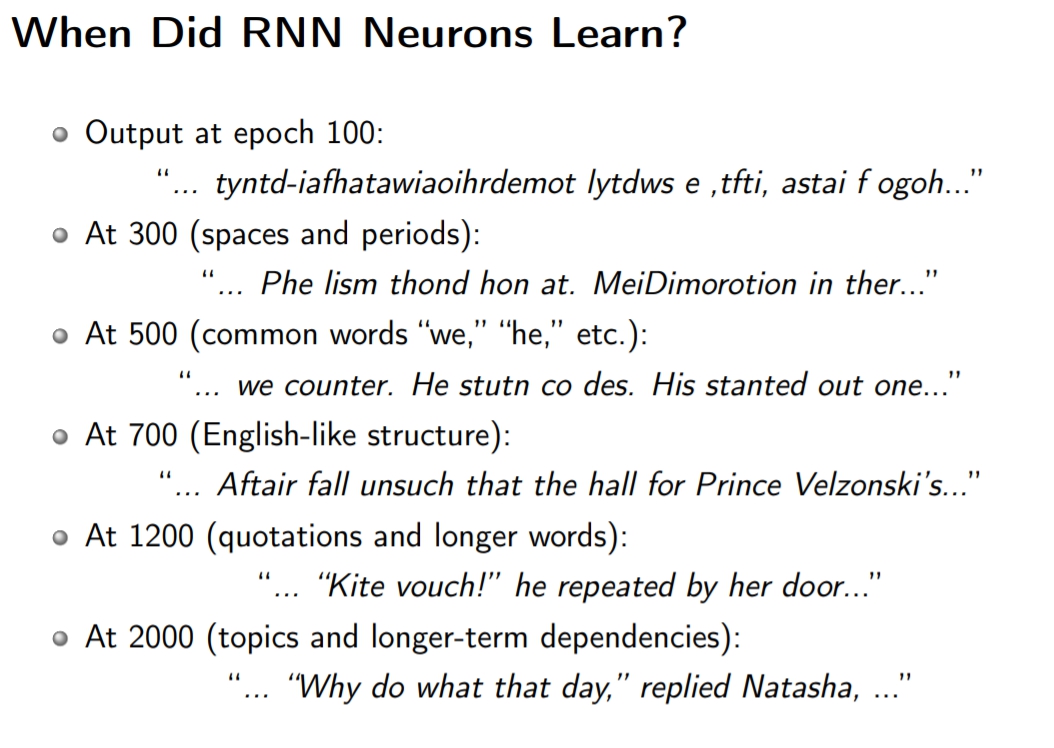 When Did RNN Neurons Learn?
Output at epoch 100:
“... tyntd-iafhatawiaoihrdemot lytdws e ,tfti, astai f ogoh...”
At 300 (spaces and periods):
“... Phe lism thond hon at. MeiDimorotion in ther...”
At 500 (common words “we,” “he,” etc.):
“... we counter. He stutn co des. His stanted out one...”
At 700 (English-like structure):
“... Aftair fall unsuch that the hall for Prince Velzonski's...”
At 1200 (quotations and longer words):
“... “Kite vouch!” he repeated by her door...”
At 2000 (topics and longer-term dependencies):
“... “Why do what that day,” replied Natasha, ...”